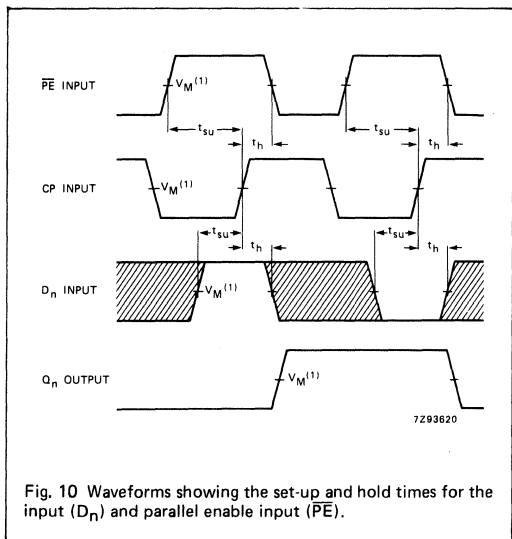 PE INPUT
VM(1)
tsu
th
tsu
th
CP INPUT
VM(1)
tsu
th
tsu
th
Dn INPUT
VM(1)
Qn OUTPUT
VM(1)
7Z93620
Fig. 10 Waveforms showing the set-up and hold times for the
input (Dn) and parallel enable input (PE).